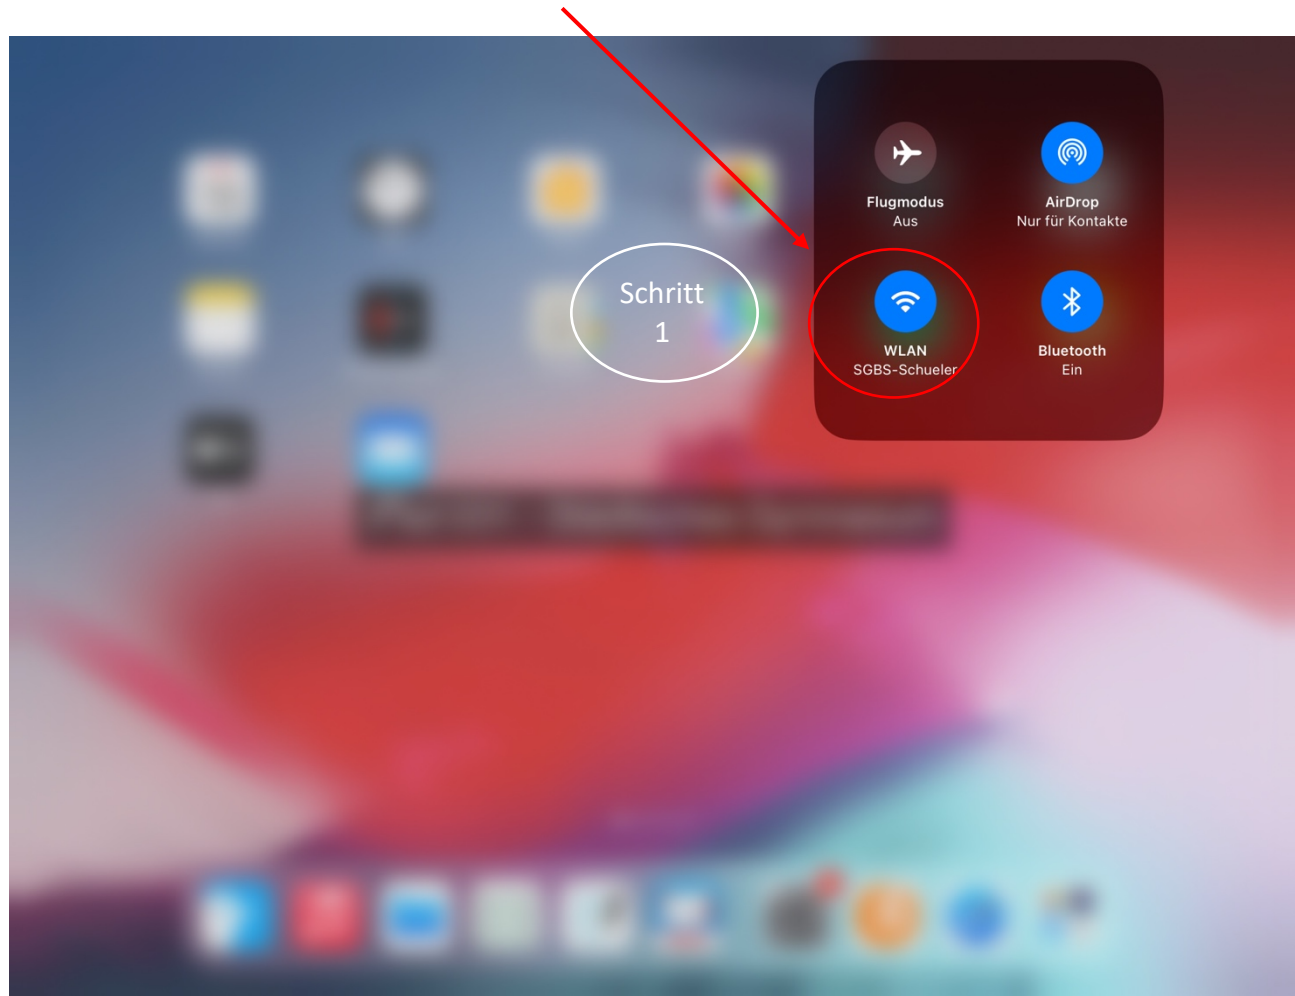 Flugmodus
Aus
AirDrop
Nur für Kontakte
Schritt
1
WLAN
SGBS-Schueler
Bluetooth
Ein